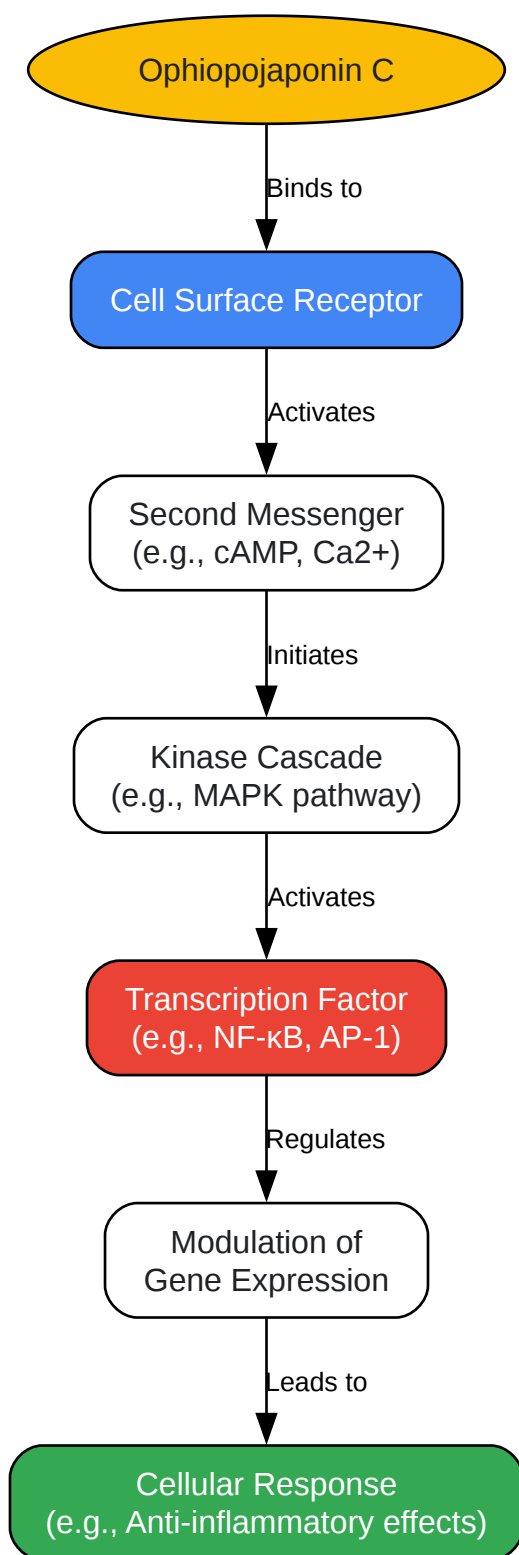 Ophiopojaponin C
Binds to
Cell Surface Receptor
Activates
Second Messenger
(e.g., cAMP, Ca2+)
Initiates
Kinase Cascade
(e.g., MAPK pathway)
Activates
Transcription Factor
(e.g., NF-κB, AP-1)
Regulates
Modulation of
Gene Expression
Leads to
Cellular Response
(e.g., Anti-inflammatory effects)